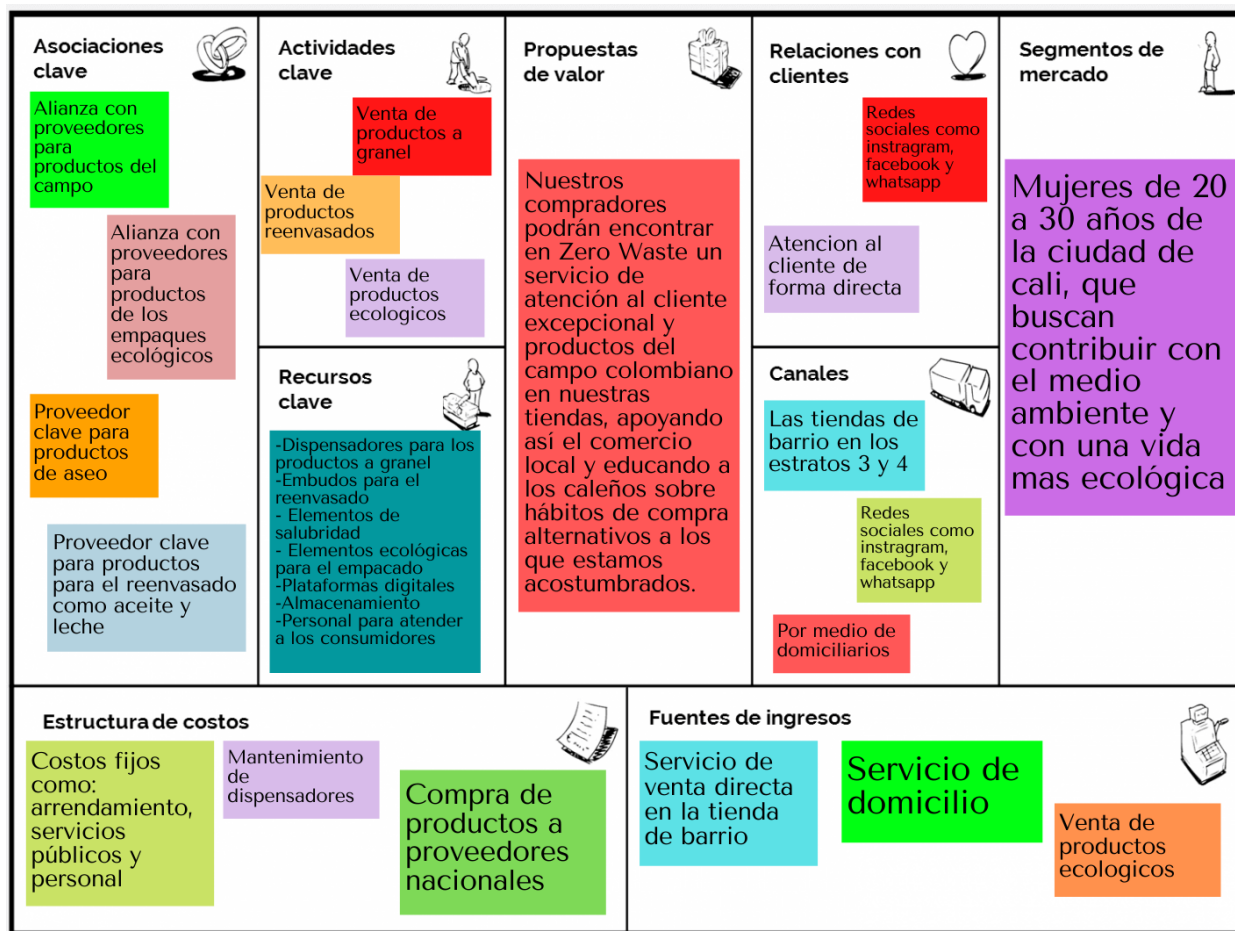 Asociaciones
clave
Alianza con
proveedores
para
productos del
campo
Alianza con
proveedores
para
productos
de los
empaques
ecológicos
Proveedor
clave para
productos
de aseo
Proveedor clave
para productos
para el reenvasado
como aceite y
leche
Actividades
clave
Venta de
productos a
granel
Venta de
productos
reenvasados
Venta de
productos
ecologicos
Recursos
clave
-Dispensadores para los
productos a granel
-Embudos para el
reenvasado
- Elementos de
salubridad
- Elementos ecológicas
para el empacado
-Plataformas digitales
-Almacenamiento
-Personal para atender
a los consumidores
Propuestas
de valor
Nuestros
compradores
podrán encontrar
en Zero Waste un
servicio de
atención al cliente
excepcional y
productos del
campo colombiano
en nuestras
tiendas, apoyando
así el comercio
local y educando a
los caleños sobre
hábitos de compra
alternativos a los
que estamos
acostumbrados.
Relaciones con
clientes
Redes
sociales como
instragram,
facebook y
whatsapp
Atencion al
cliente de
forma directa
Canales
Las tiendas de
barrio en los
estratos 3 y 4
Redes
sociales como
instragram,
facebook y
whatsapp
Por medio de
domiciliarios
Segmentos de
mercado
Mujeres de 20
a 30 años de
la ciudad de
cali, que
buscan
contribuir con
el medio
ambiente y
con una vida
mas ecológica
Estructura de costos
Costos fijos
como:
arrendamiento,
servicios
públicos y
personal
Mantenimiento
de
dispensadores
Compra de
productos a
proveedores
nacionales
Fuentes de ingresos
Servicio de
venta directa
en la tienda
de barrio
Servicio de
domicilio
Venta de
productos
ecologicos